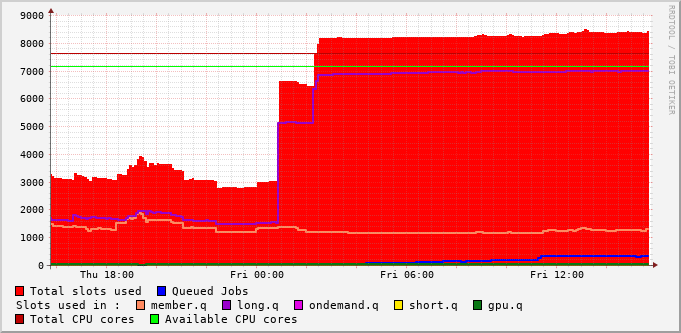 RRDTOOL / TOBI OETIKER
9000
8000
7000
6000
5000
4000
3000
2000
1000
0
Thu 18:00 Fri 00:00 Fri 06:00 Fri 12:00
Total slots used Queued Jobs
Slots used in : member.q long.q ondemand.q short.q gpu.q
Total CPU cores Available CPU cores